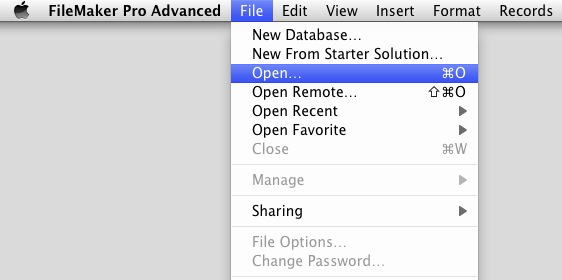 FileMaker Pro Advanced File Edit View Insert Format Records
New Database...
New From Starter Solution...
Open... ⌘O
Open Remote... ⇧⌘O
Open Recent
Open Favorite
Close ⌘W
Manage
Sharing
File Options...
Change Password...